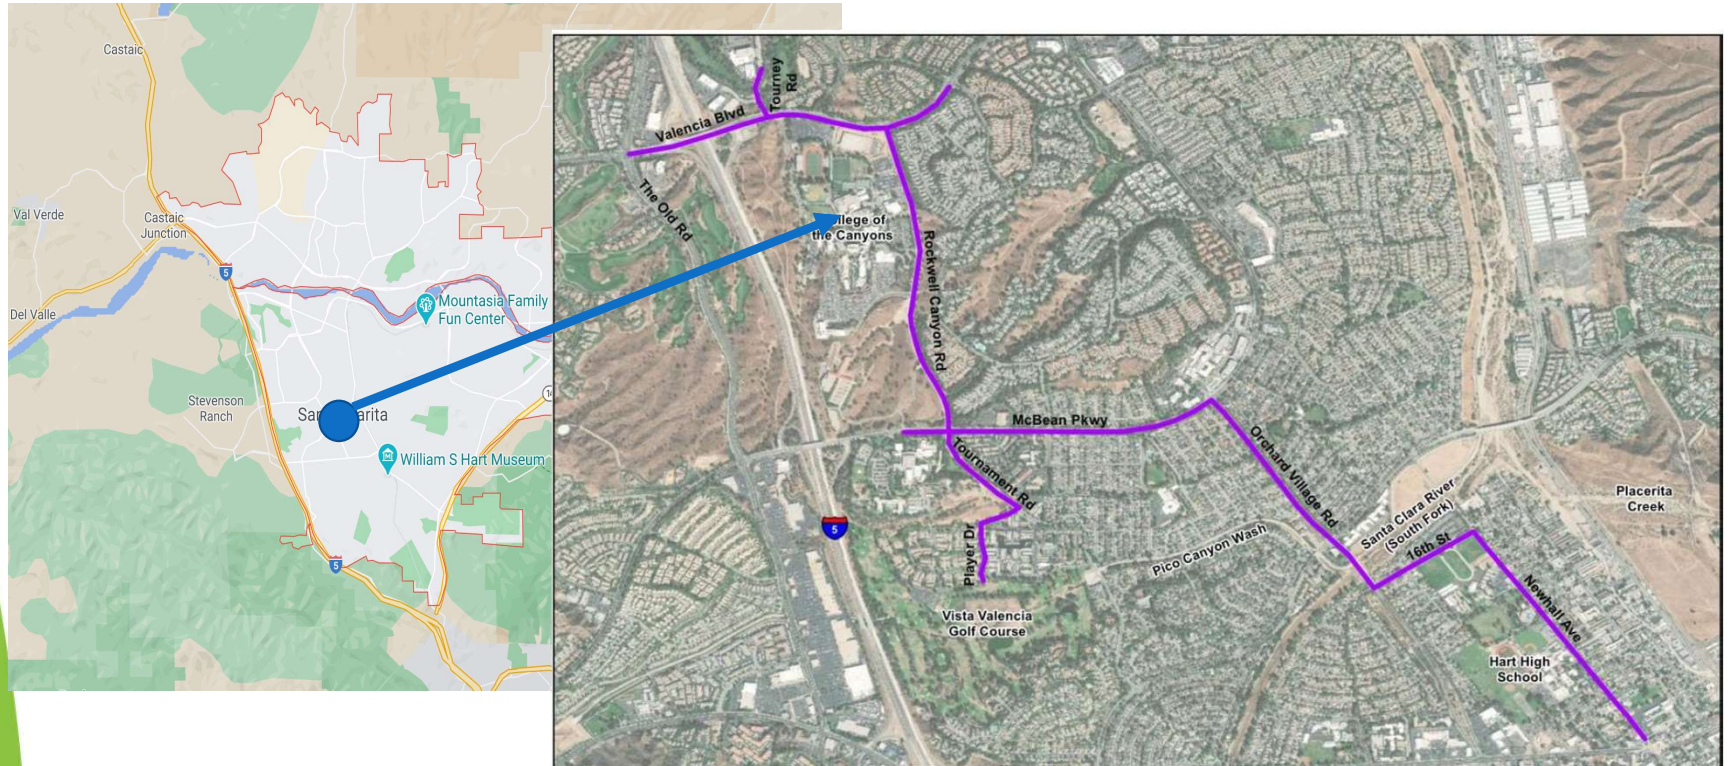 Castaic
Val Verde
Castaic
Junction
5
Del Valle
Mountasia Family
Fun Center
Stevenson
Ranch
William S Hart Museum
5
Tourney
Rd
Valencia Blvd
The Old Rd
llege of
the Canyons
Rockwell Canyon Rd
McBean Pkwy
Tournament Rd
Orchard Village Rd
Santa Clara River
(South Fork)
Placerita
Creek
5
Player Dr
Pico Canyon Wash
16th St
Newhall Ave
Vista Valencia
Golf Course
Hart High
School